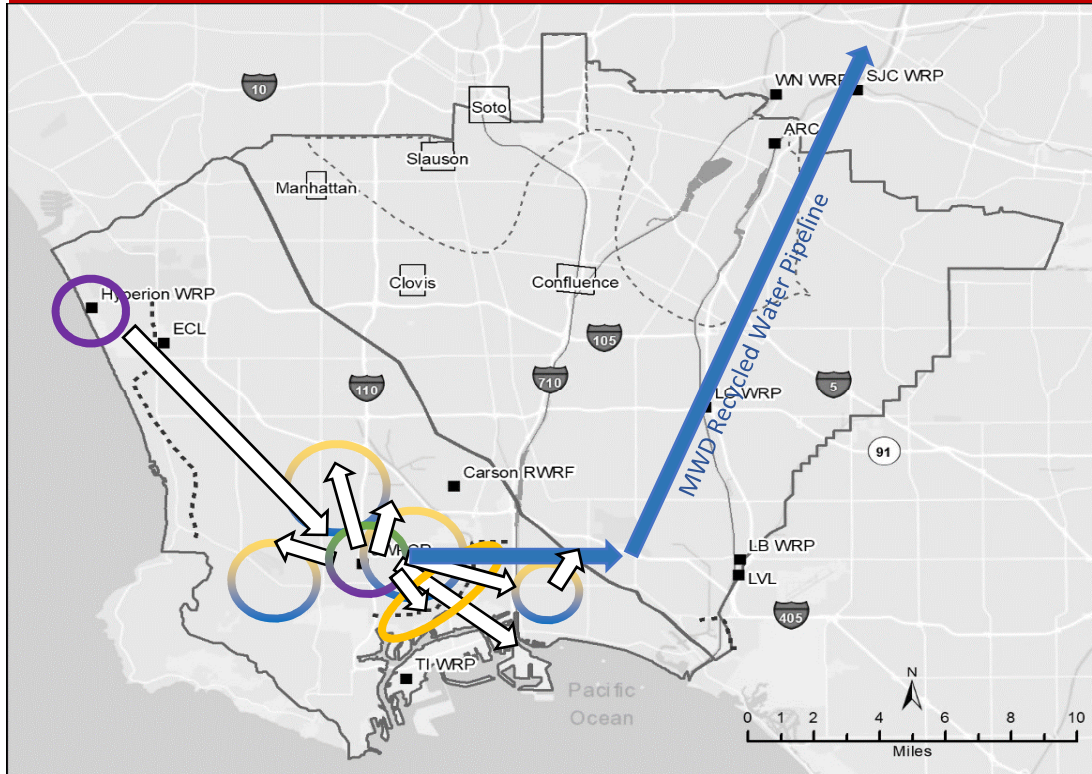 10
WN WRP
SJC WRP
Soto
ARC
Slauson
Manhattan
Clovis
Confluence
Hyperion WRP
ECL
105
110
710
5
MWD Recycled Water Pipeline
91
Carson RWRF
LB WRP
LVL
405
TI WRP
Pacific
Ocean
N
0 1 2 4 6 8 10
Miles